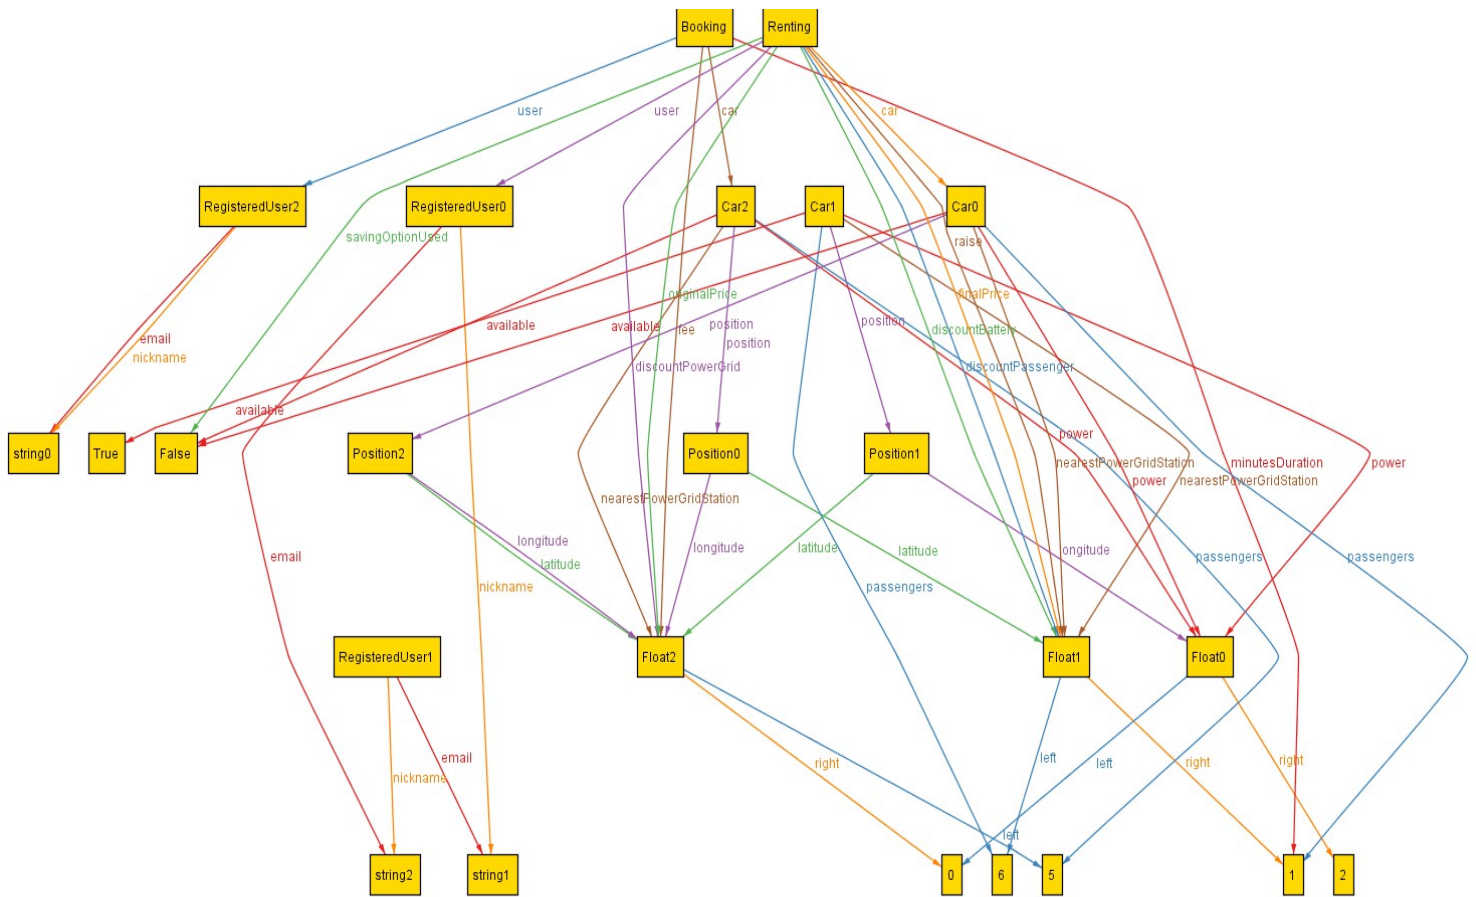 Booking
Renting
user
user
car
car
RegisteredUser2
RegisteredUser0
Car2
Car1
Car0
savingOptionUsed
raise
originalPrice
finalPrice
available
available
fee
position
position
position
discountBattely
email
nickname
discountPowerGrid
discountPassenger
available
power
string0
True
False
Position2
Position0
Position1
nearestPowerGridStation
minutesDuration
power
power
nearestPowerGridStation
nearestPowerGridStation
longitude
longitude
latitude
latitude
ongitude
email
latitude
passengers
passengers
nickname
passengers
RegisteredUser1
Float2
Float1
Float0
email
nickname
right
left
left
right
right
left
string2
string1
0
6
5
1
2